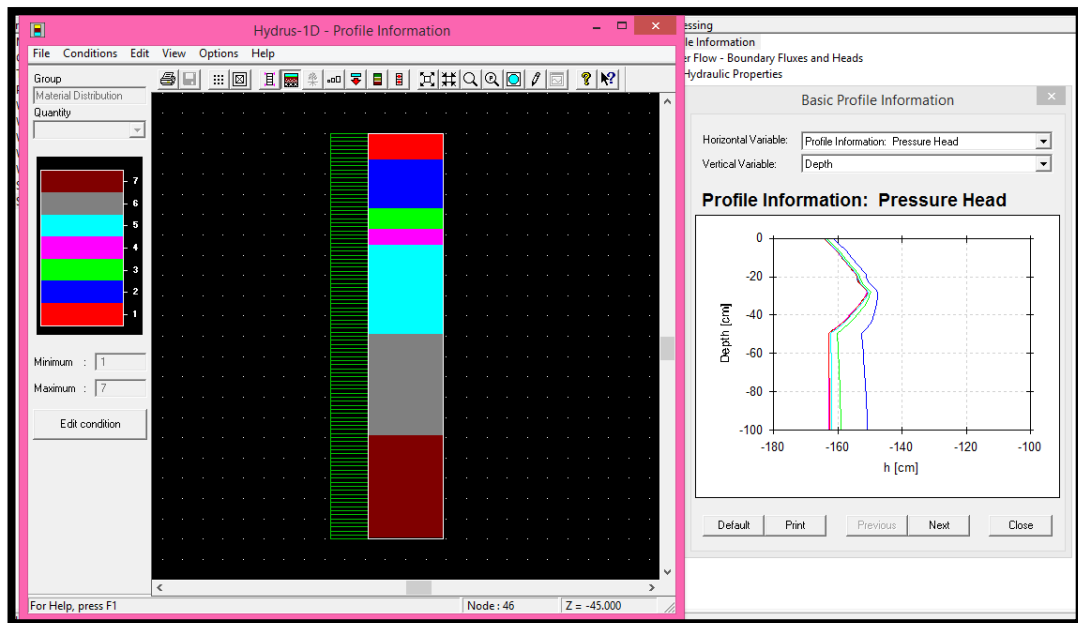 Hydrus-1D - Profile Information
File Conditions Edit View Options Help
Group
Material Distribution
Quantity
7
6
5
4
3
2
1
Minimum : 1
Maximum : 7
Edit condition
For Help, press F1
Node : 46
Z = -45.000
essing
le Information
er Flow - Boundary Fluxes and Heads
Hydraulic Properties
Basic Profile Information
Horizontal Variable: Profile Information: Pressure Head
Vertical Variable: Depth
Profile Information: Pressure Head
0
-20
-40
-60
-80
-100
Depth [cm]
-180 -160 -140 -120 -100
h [cm]
Default Print Previous Next Close